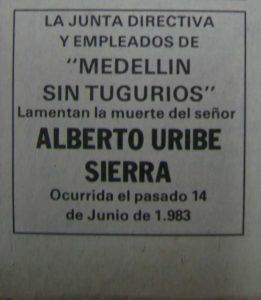 LA JUNTA DIRECTIVA
Y EMPLEADOS DE
"MEDELLIN
SIN TUGURIOS"
Lamentan la muerte del señor
ALBERTO URIBE
SIERRA
Ocurrida el pasado 14
de Junio de 1.983